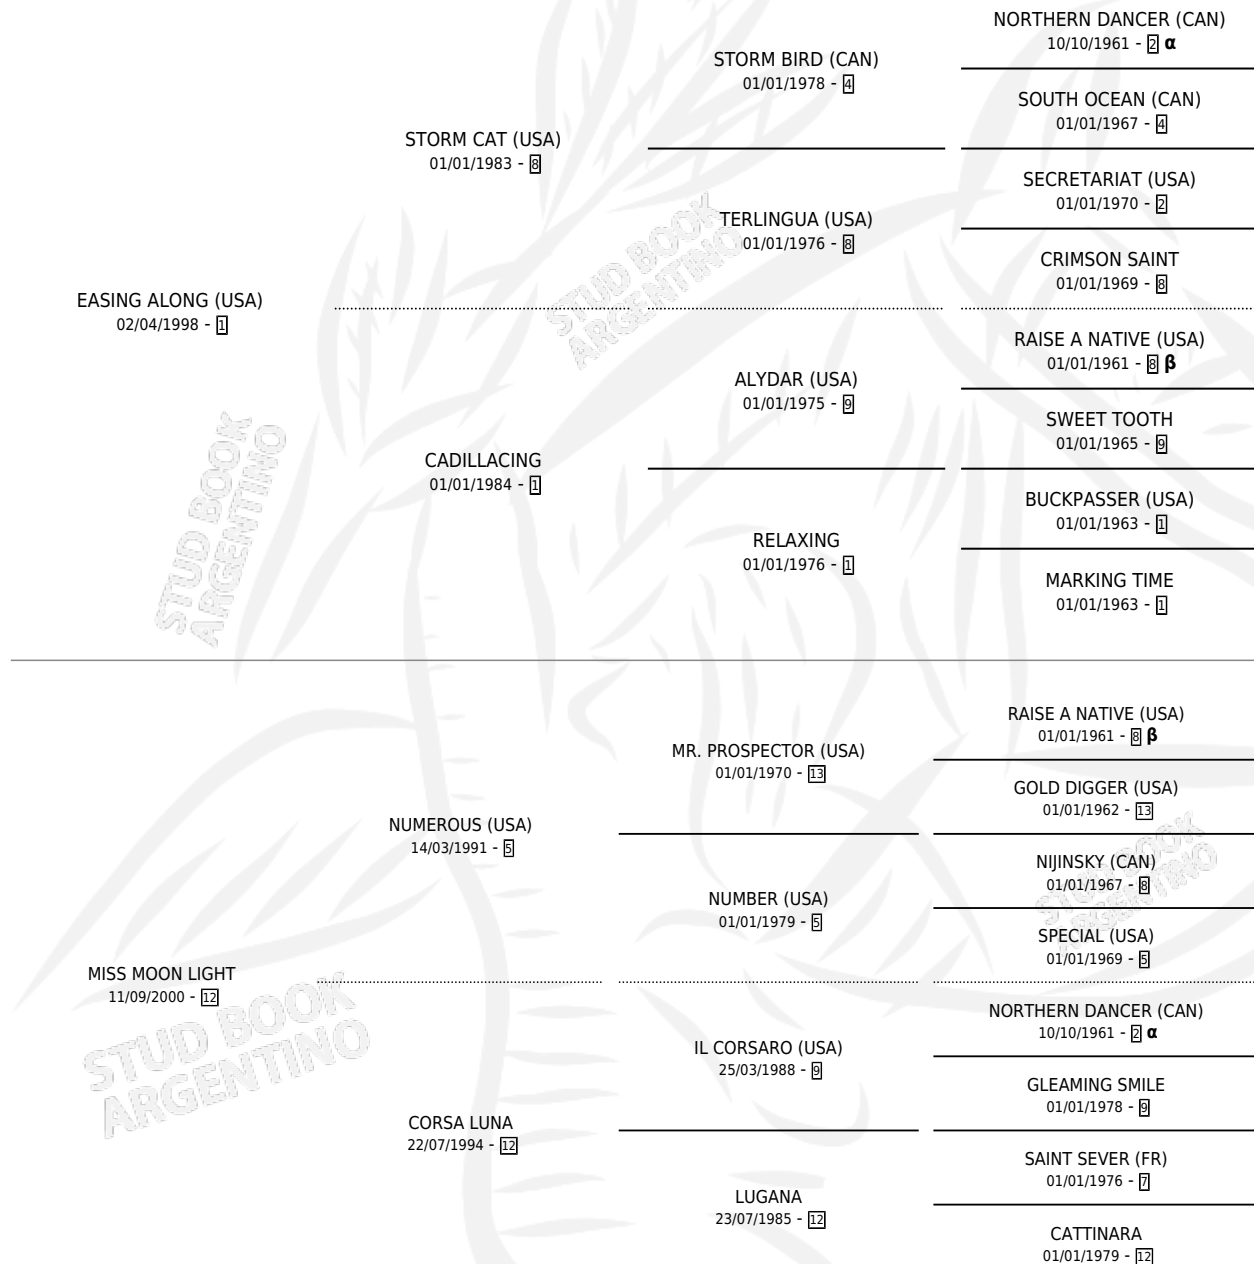 NORTHERN DANCER (CAN)
10/10/1961 - 2 α
STORM BIRD (CAN)
01/01/1978 - 4
SOUTH OCEAN (CAN)
01/01/1967 - 4
STORM CAT (USA)
01/01/1983 - 8
SECRETARIAT (USA)
01/01/1970 - 2
TERLINGUA (USA)
01/01/1976 - 8
CRIMSON SAINT
01/01/1969 - 8
EASING ALONG (USA)
02/04/1998 - 1
RAISE A NATIVE (USA)
01/01/1961 - 8 β
ALYDAR (USA)
01/01/1975 - 9
SWEET TOOTH
01/01/1965 - 9
CADILLACING
01/01/1984 - 1
BUCKPASSER (USA)
01/01/1963 - 1
RELAXING
01/01/1976 - 1
MARKING TIME
01/01/1963 - 1
STUD BOOK
ARGENTINO
STUD BOOK
ARGENTINO
RAISE A NATIVE (USA)
01/01/1961 - 8 β
MR. PROSPECTOR (USA)
01/01/1970 - 13
GOLD DIGGER (USA)
01/01/1962 - 13
NUMEROUS (USA)
14/03/1991 - 5
NIJINSKY (CAN)
01/01/1967 - 8
NUMBER (USA)
01/01/1979 - 5
SPECIAL (USA)
01/01/1969 - 5
MISS MOON LIGHT
11/09/2000 - 12
NORTHERN DANCER (CAN)
10/10/1961 - 2 α
IL CORSARO (USA)
25/03/1988 - 9
GLEAMING SMILE
01/01/1978 - 9
CORSA LUNA
22/07/1994 - 12
SAINT SEVER (FR)
01/01/1976 - 7
LUGANA
23/07/1985 - 12
CATTINARA
01/01/1979 - 12
STUD BOOK
ARGENTINO
STUD BOOK
ARGENTINO